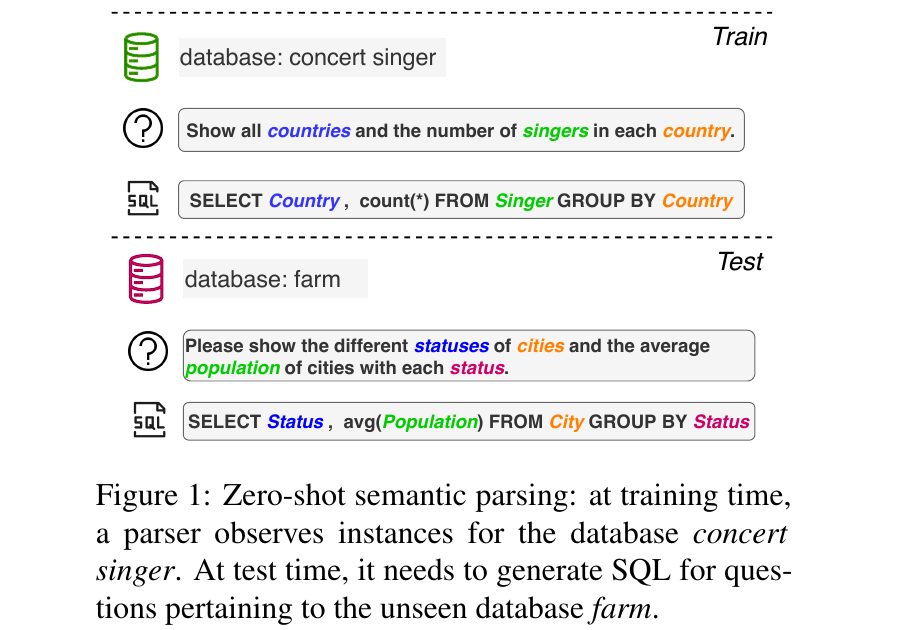 Train
database: concert singer
?
Show all countries and the number of singers in each country.
SQL
SELECT Country , count(*) FROM Singer GROUP BY Country
Test
database: farm
?
Please show the different statuses of cities and the average
population of cities with each status.
SQL
SELECT Status , avg(Population) FROM City GROUP BY Status
Figure 1: Zero-shot semantic parsing: at training time,
a parser observes instances for the database concert
singer. At test time, it needs to generate SQL for ques-
tions pertaining to the unseen database farm.